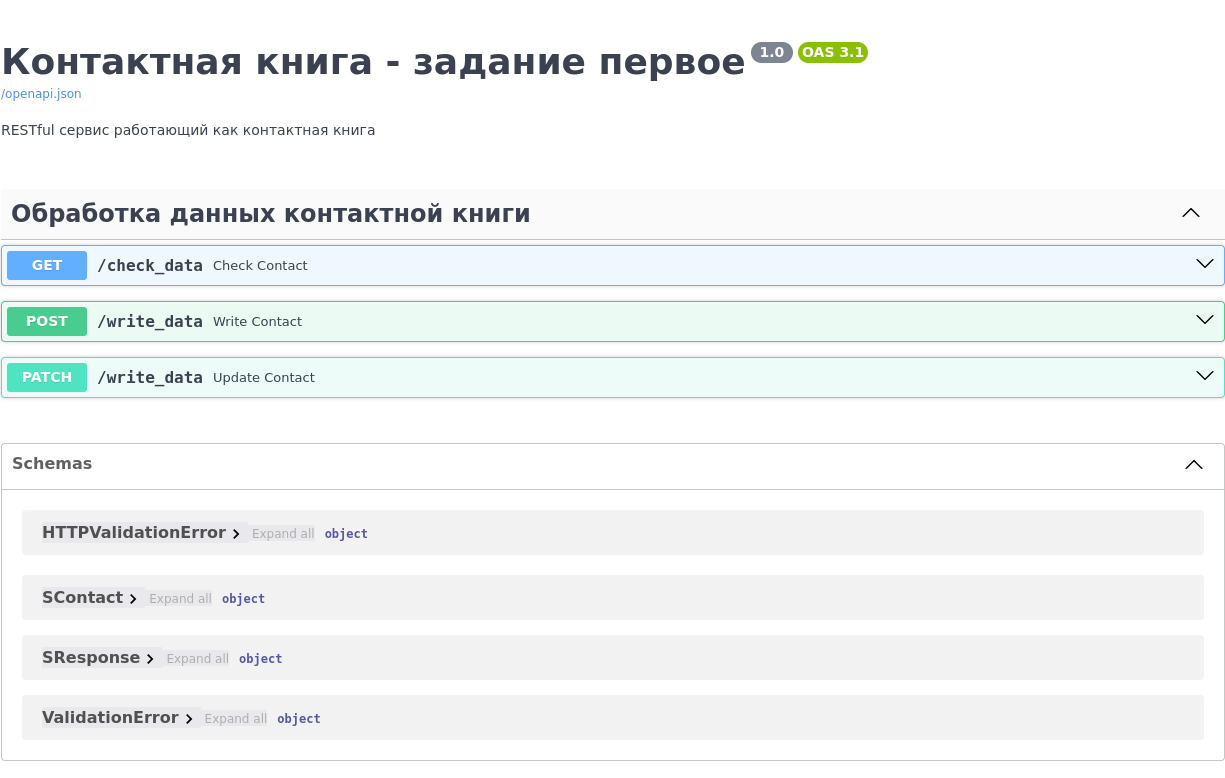 Контактная книга - задание первое 1.0 OAS 3.1
/openapi.json
RESTful сервис работающий как контактная книга
Обработка данных контактной книги
GET /check_data Check Contact
POST /write_data Write Contact
PATCH /write_data Update Contact
Schemas
HTTPValidationError Expand all object
SContact Expand all object
SResponse Expand all object
ValidationError Expand all object